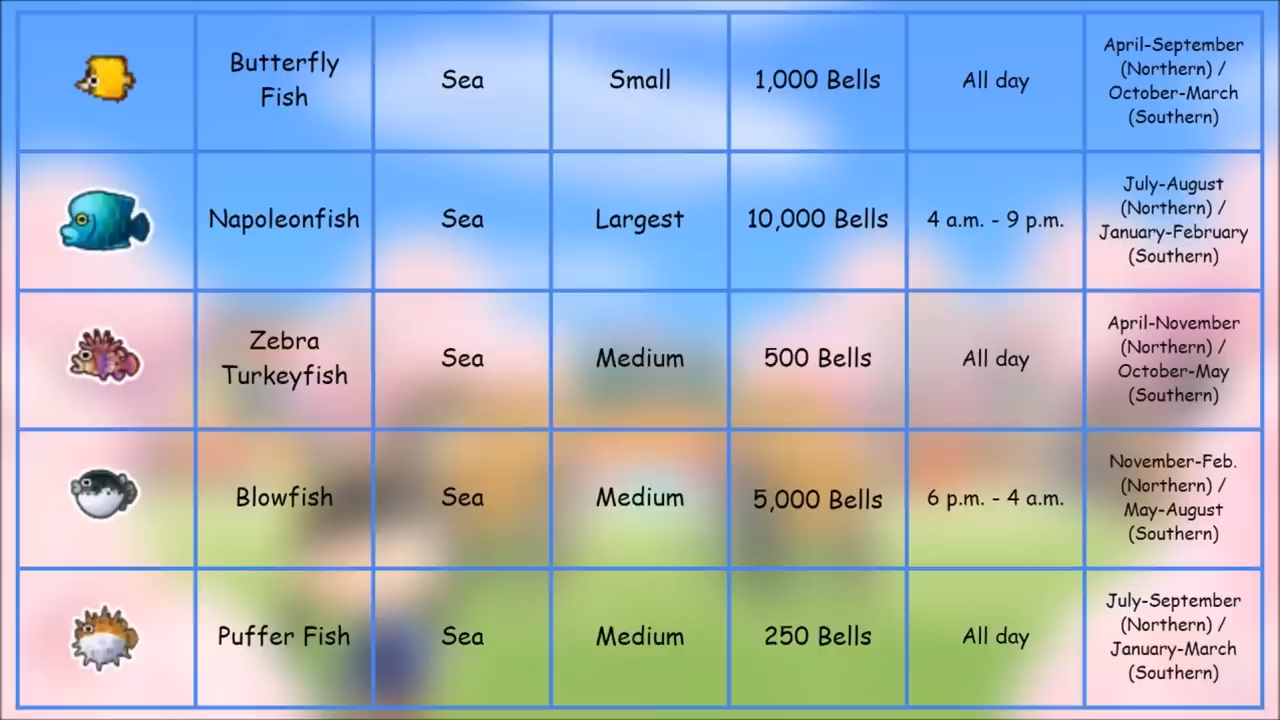 Butterfly
Fish
Sea
Small
1,000 Bells
All day
April-September
(Northern) /
October-March
(Southern)
Napoleonfish
Sea
Largest
10,000 Bells
4 a.m. - 9 p.m.
July-August
(Northern) /
January-February
(Southern)
Zebra
Turkeyfish
Sea
Medium
500 Bells
All day
April-November
(Northern) /
October-May
(Southern)
Blowfish
Sea
Medium
5,000 Bells
6 p.m. - 4 a.m.
November-Feb.
(Northern) /
May-August
(Southern)
Puffer Fish
Sea
Medium
250 Bells
All day
July-September
(Northern) /
January-March
(Southern)